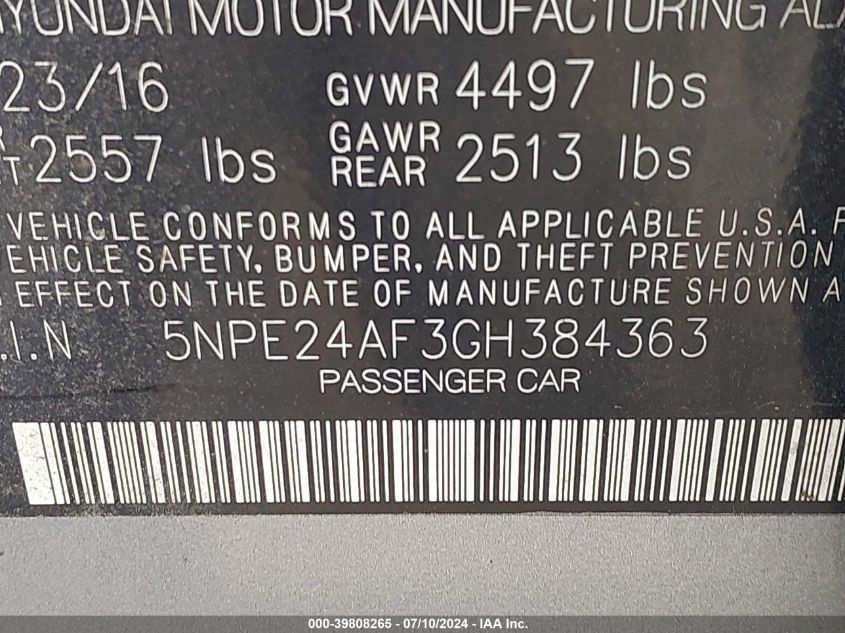 HYUNDAI MOTOR MANUFACTURING ALA
23/16 GVWR 4497 lbs
2557 lbs GAWR REAR 2513 lbs
VEHICLE CONFORMS TO ALL APPLICABLE U.S.A. F
EHICLE SAFETY, BUMPER, AND THEFT PREVENTION
EFFECT ON THE DATE OF MANUFACTURE SHOWN A
.I.N 5NPE24AF3GH384363
PASSENGER CAR
000-39808265 - 07/10/2024 - IAAI Inc.